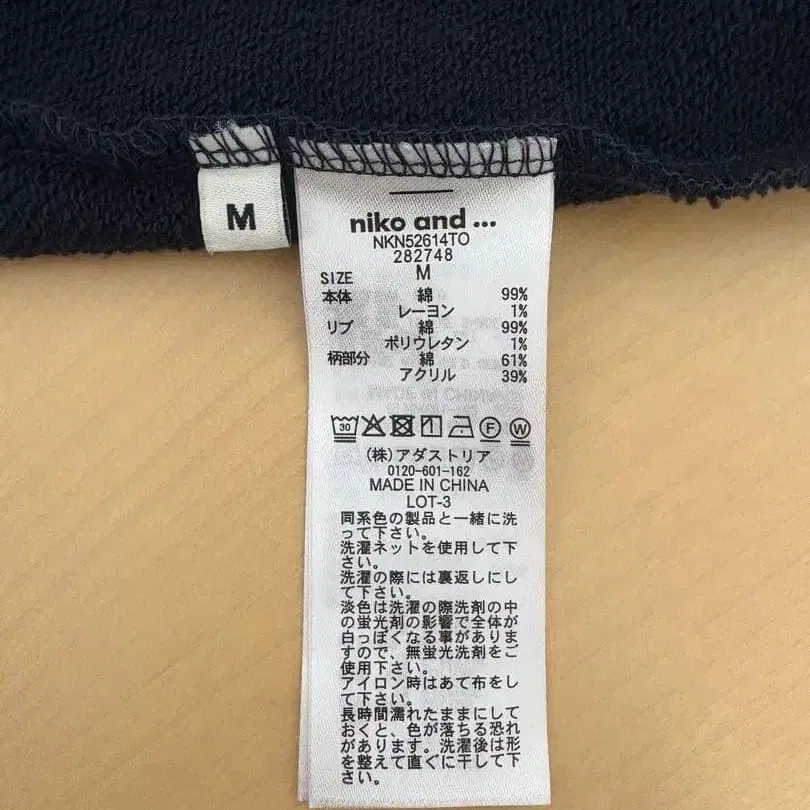 M
niko and ...
NKN52614TO
282748
SIZE M
本体 綿 99%
レーヨン 1%
リブ 綿 99%
ポリウレタン 1%
柄部分 綿 61%
アクリル 39%
30 F W
(株)アダストリア
0120-601-162
MADE IN CHINA
LOT-3
同系色の製品と一緒に洗
って下さい。
洗濯ネットを使用して下
さい。
洗濯の際には裏返しにし
て下さい。
淡色は洗濯の際洗剤の中
の蛍光剤の影響で全体が
白っぽくなる事がありま
すので、無蛍光洗剤をご
使用下さい。
アイロン時はあて布をし
て下さい。
長時間濡れたままにして
おくと、色が落ちる恐れ
があります。洗濯後は形
を整えて直ぐに干して下
さい。